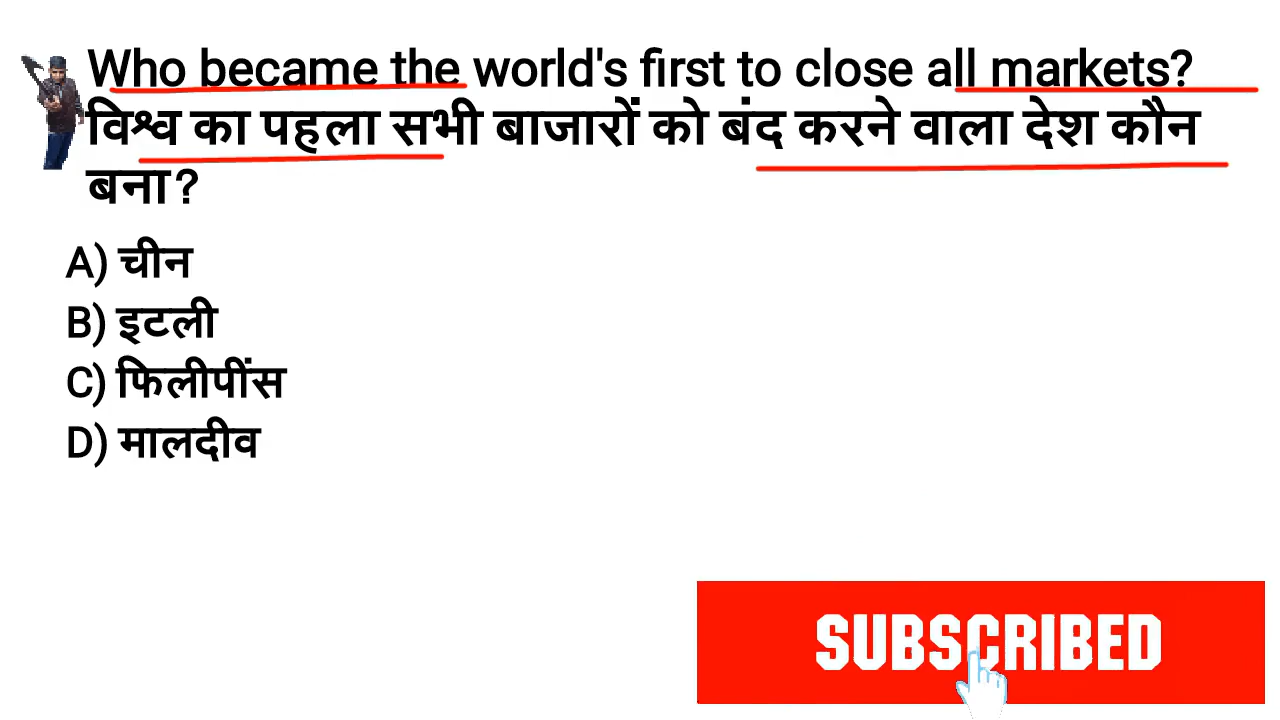 Who became the world's first to close all markets?
विश्व का पहला सभी बाजारों को बंद करने वाला देश कौन
बना?
A) चीन
B) इटली
C) फिलीपींस
D) मालदीव
SUBSCRIBED